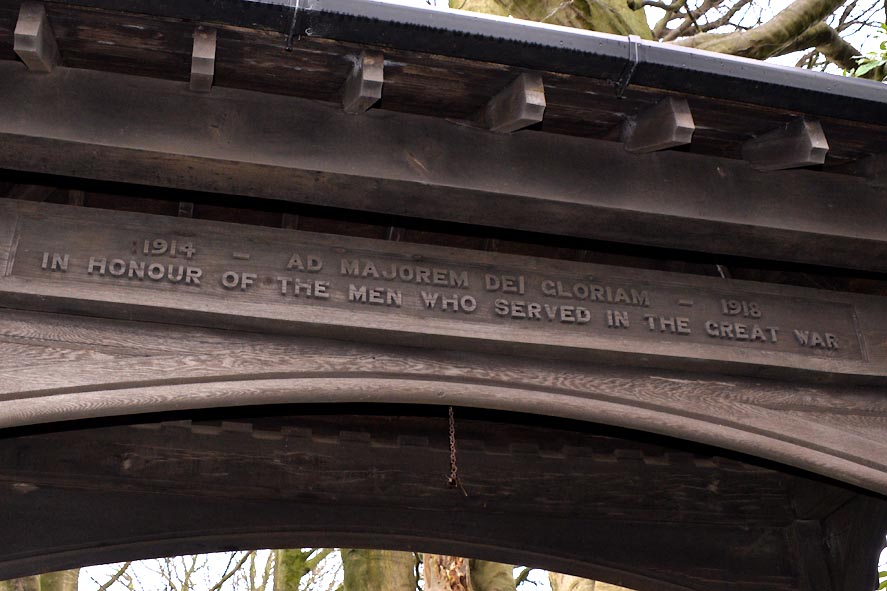 1914 - AD MAJOREM DEI GLORIAM - 1918
IN HONOUR OF THE MEN WHO SERVED IN THE GREAT WAR